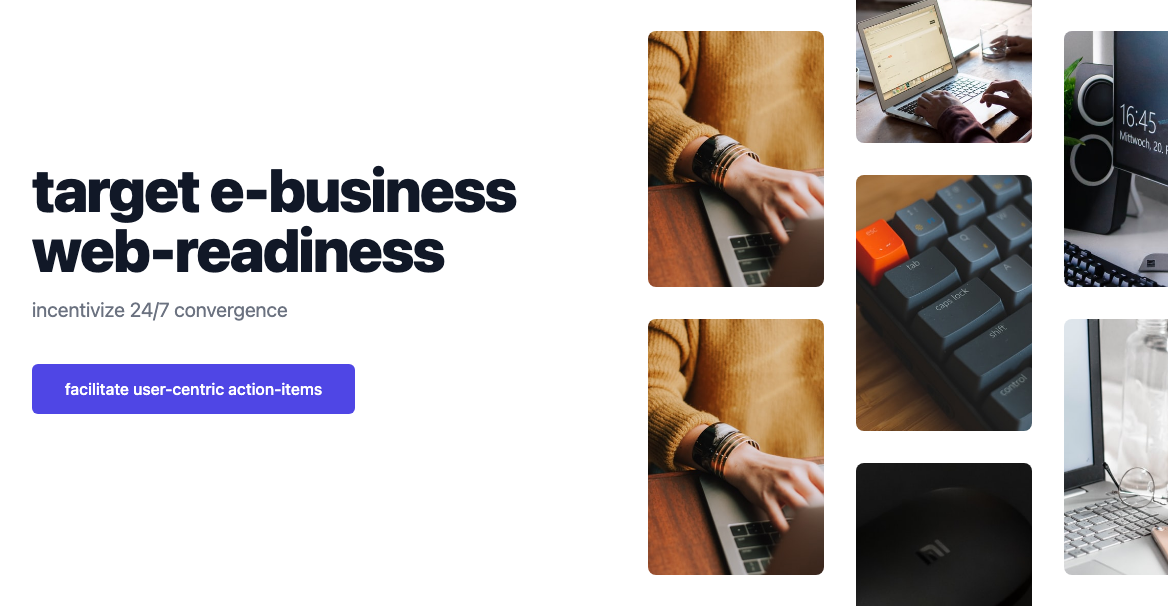 target e-business
web-readiness
incentivize 24/7 convergence
facilitate user-centric action-items
16:45
Mittwoch, 20. F
esc
tab
Q
W
caps lock
A
shift
control